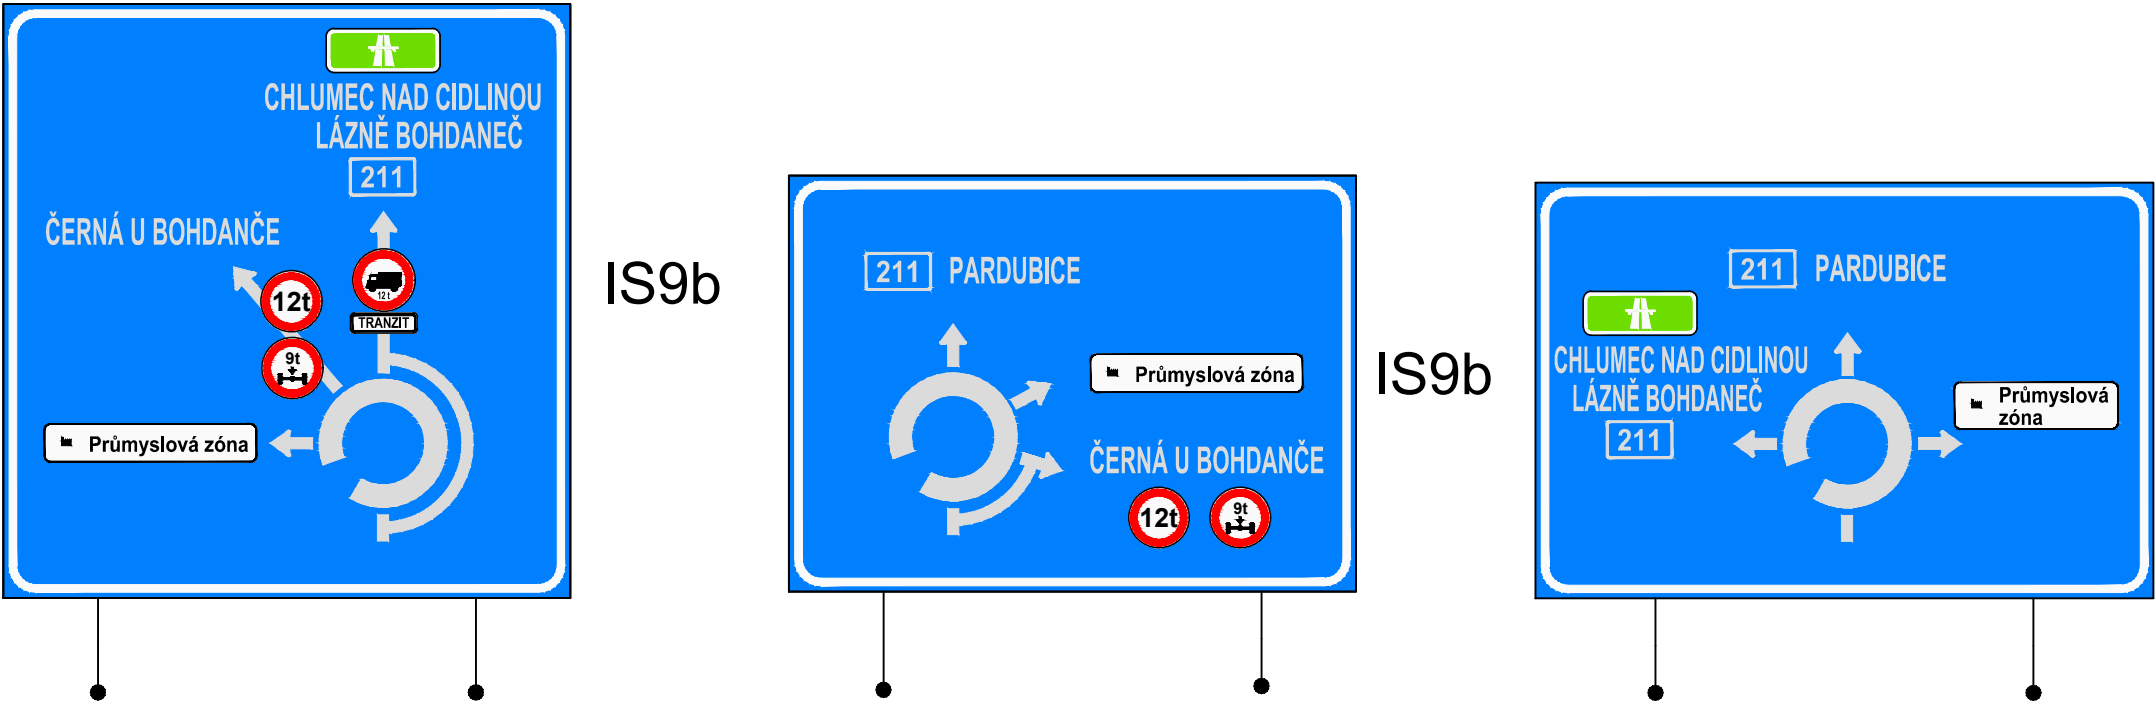 CHLUMEC NAD CIDLINOU
LÁZNĚ BOHDANEČ
211
ČERNÁ U BOHDANČE
12t
12 t
TRANZIT
9t
Průmyslová zóna
IS9b
211 PARDUBICE
Průmyslová zóna
ČERNÁ U BOHDANČE
12t
9t
IS9b
211 PARDUBICE
CHLUMEC NAD CIDLINOU
LÁZNĚ BOHDANEČ
211
Průmyslová
zóna